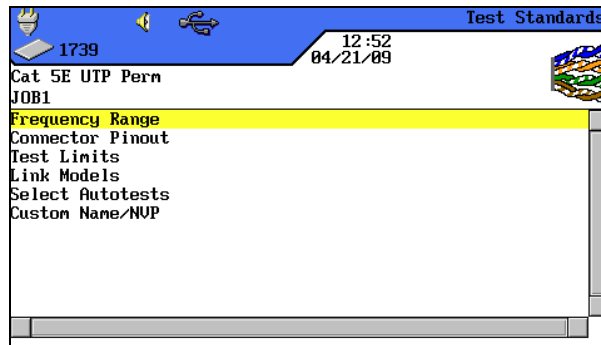 Test Standards
1739
12:52
04/21/09
Cat 5E UTP Perm
JOB1
Frequency Range
Connector Pinout
Test Limits
Link Models
Select Autotests
Custom Name/NVP